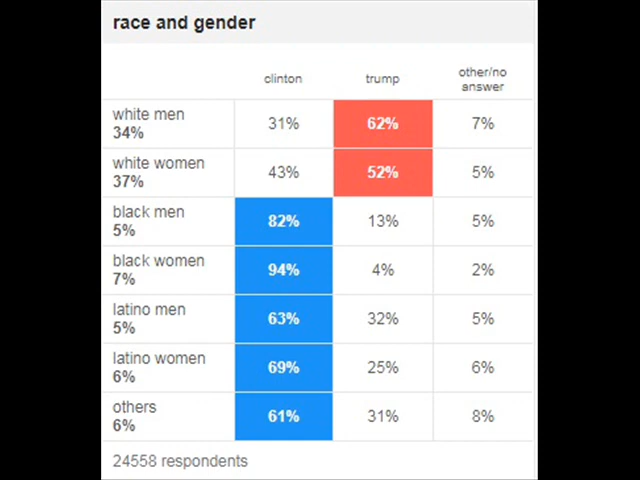 race and gender
clinton trump other/no answer
white men 31% 62% 7%
34%
white women 43% 52% 5%
37%
black men 82% 13% 5%
5%
black women 94% 4% 2%
7%
latino men 63% 32% 5%
5%
latino women 69% 25% 6%
6%
others 61% 31% 8%
6%
24558 respondents